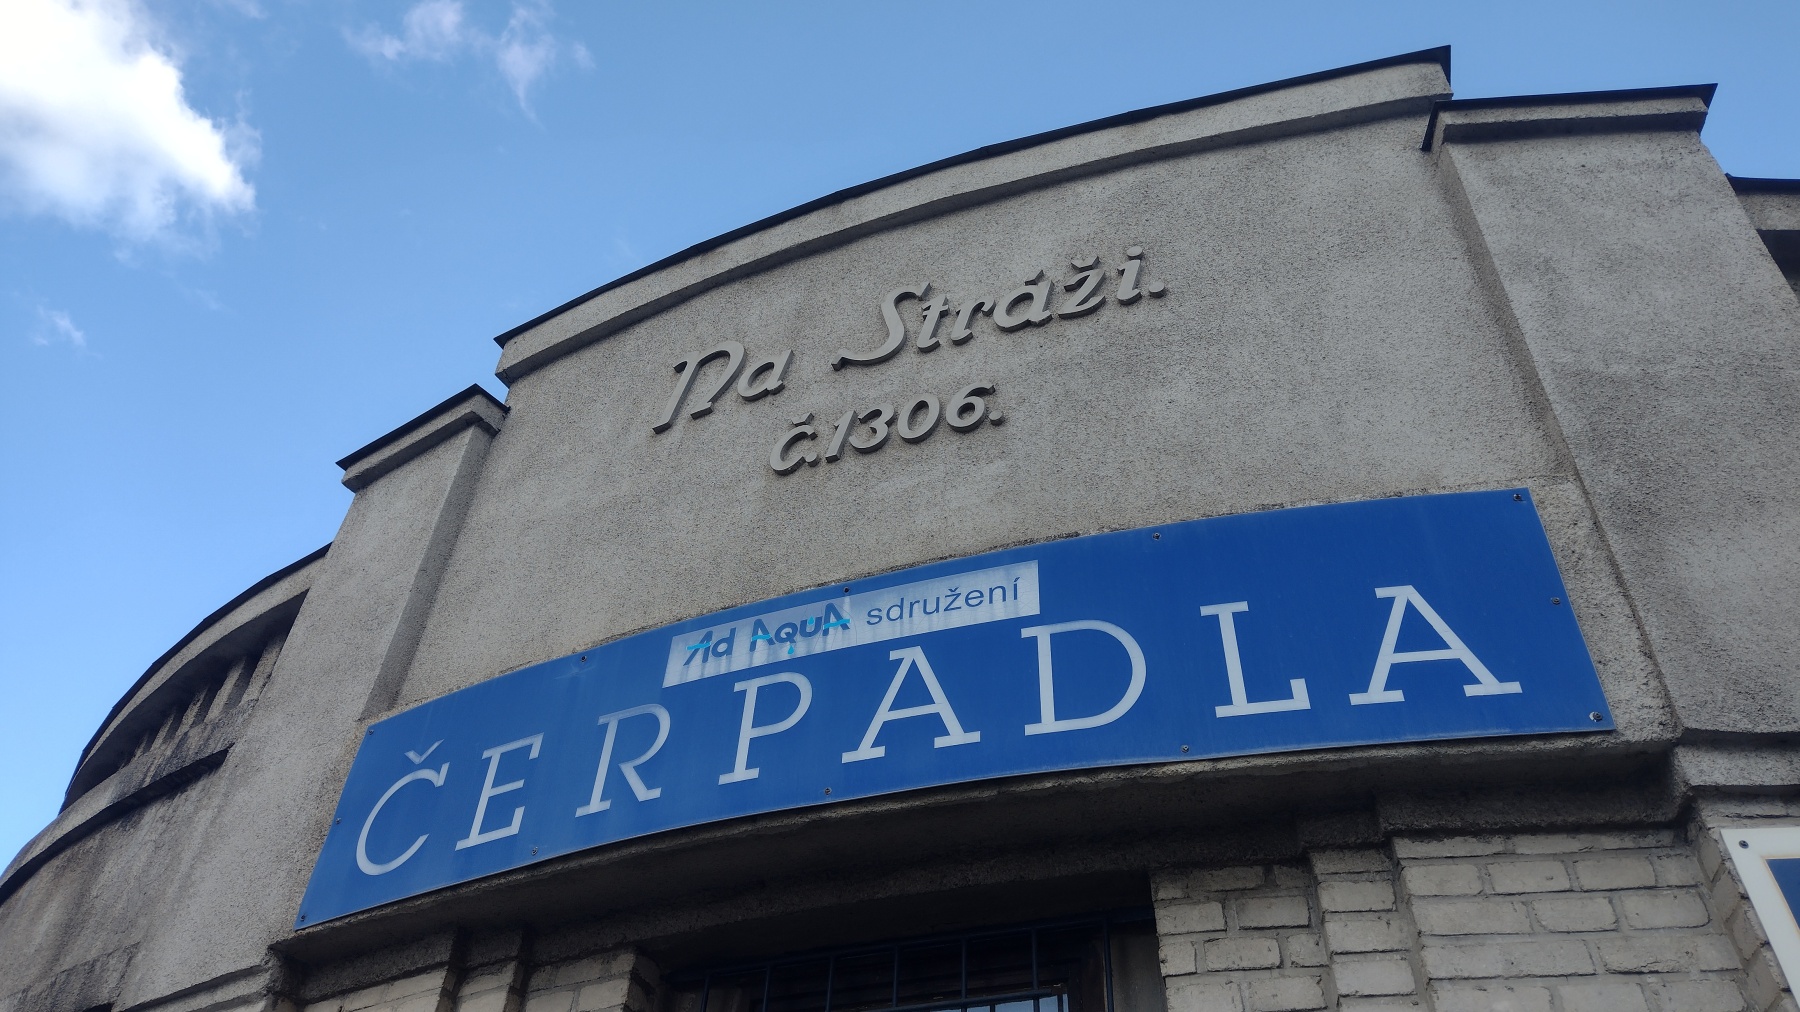 Na Stráži.
č.1306.
Ad AquA sdružení
ČERPADLA